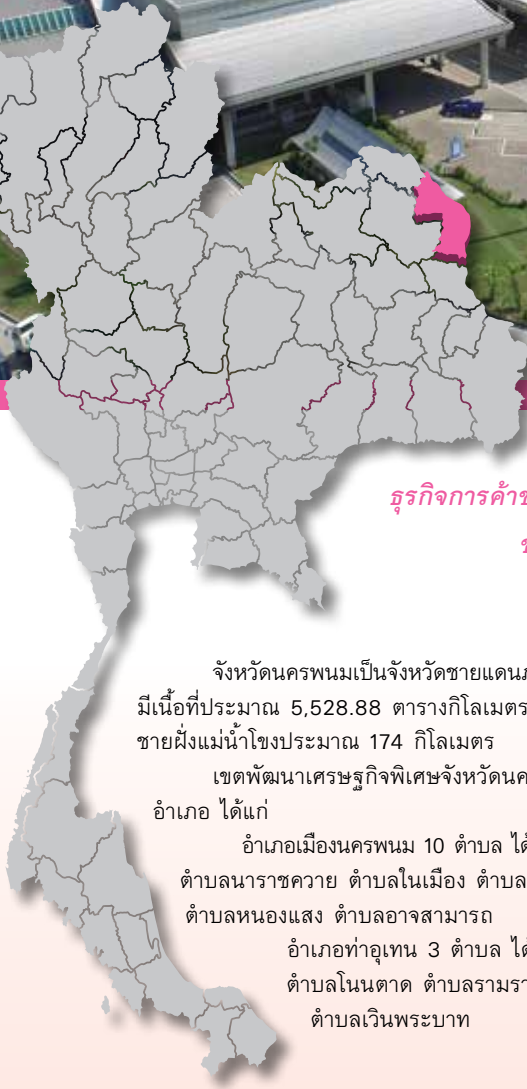 ธุรกิจการค้าช
จังหวัดนครพนมเป็นจังหวัดชายแดนภ
มีเนื้อที่ประมาณ 5,528.88 ตารางกิโลเมตร
ชายฝั่งแม่น้ำโขงประมาณ 174 กิโลเมตร
เขตพัฒนาเศรษฐกิจพิเศษจังหวัดนค
อำเภอ ได้แก่
อำเภอเมืองนครพนม 10 ตำบล ได้
ตำบลนาราชควาย ตำบลในเมือง ตำบล
ตำบลหนองแสง ตำบลอาจสามารถ
อำเภอท่าอุเทน 3 ตำบล ได้
ตำบลโนนตาด ตำบลรามรา
ตำบลเวินพระบาท